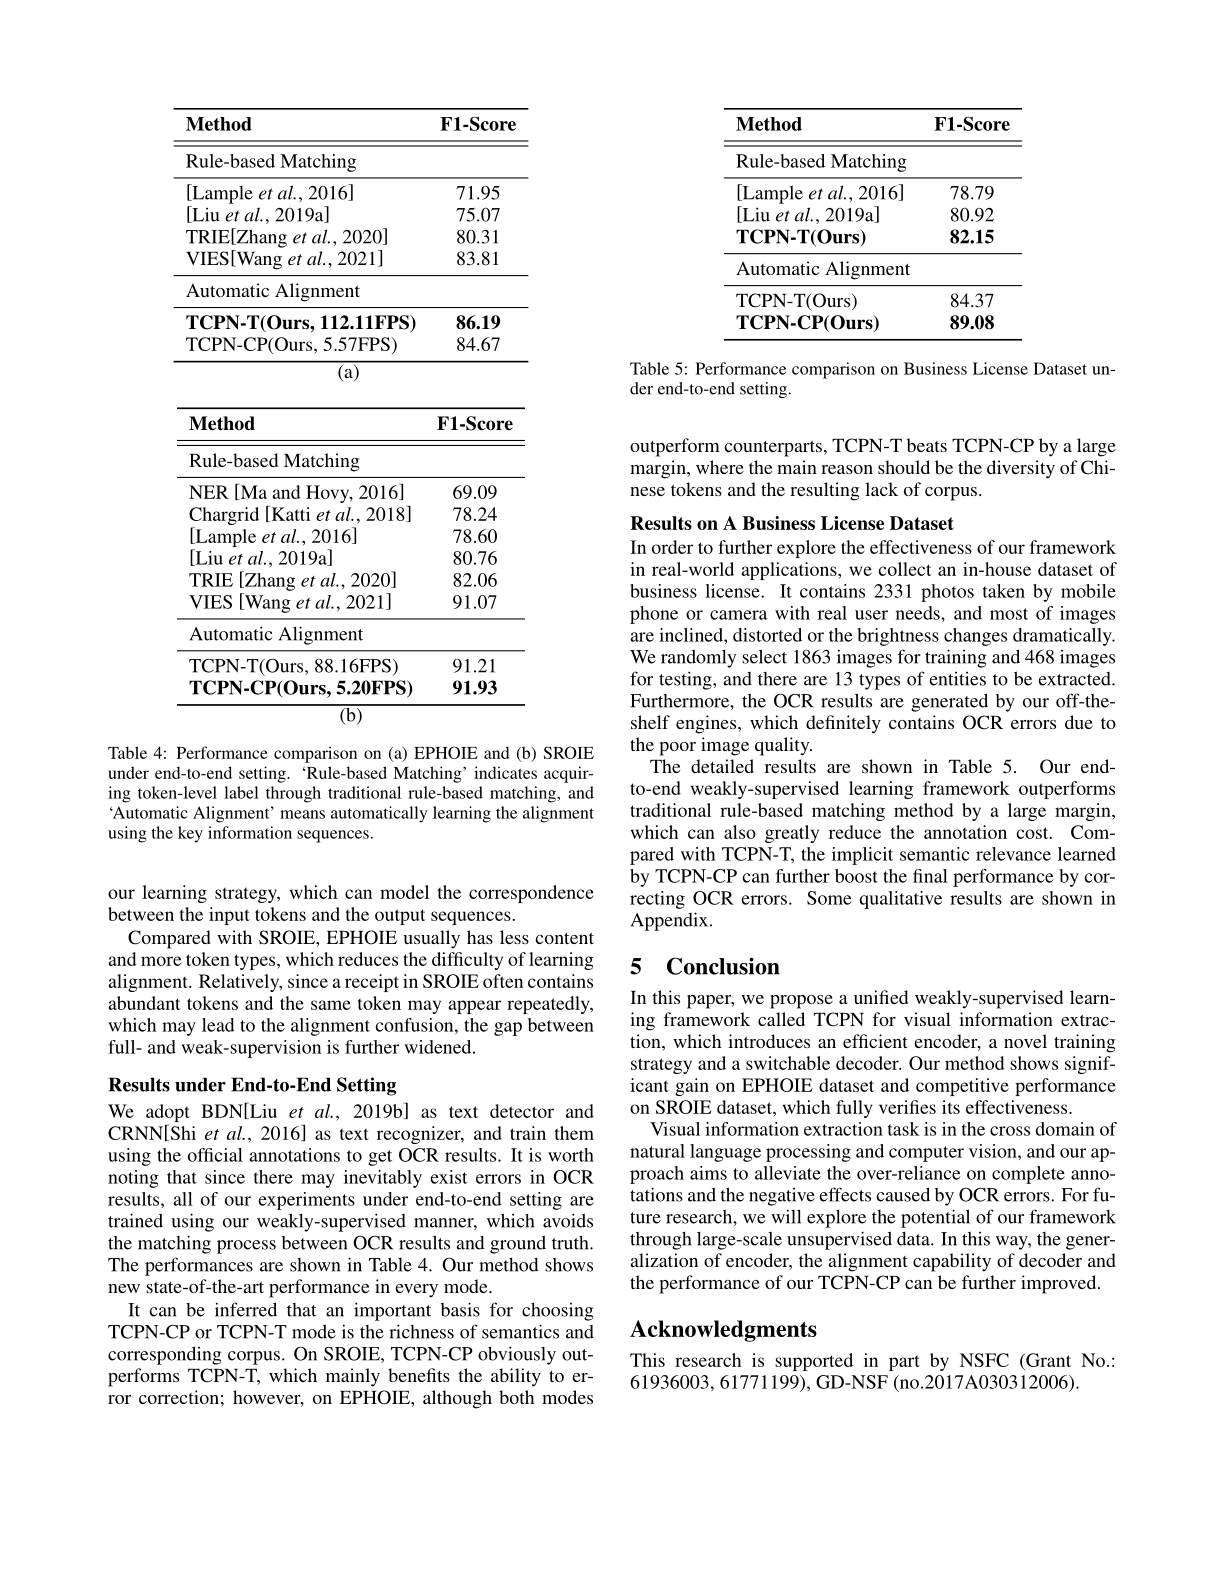 Method F1-Score
Rule-based Matching
[Lample et al., 2016] 71.95
[Liu et al., 2019a] 75.07
TRIE[Zhang et al., 2020] 80.31
VIES[Wang et al., 2021] 83.81
Automatic Alignment
TCPN-T(Ours, 112.11FPS) 86.19
TCPN-CP(Ours, 5.57FPS) 84.67
(a)
Method F1-Score
Rule-based Matching
NER [Ma and Hovy, 2016] 69.09
Chargrid [Katti et al., 2018] 78.24
[Lample et al., 2016] 78.60
[Liu et al., 2019a] 80.76
TRIE [Zhang et al., 2020] 82.06
VIES [Wang et al., 2021] 91.07
Automatic Alignment
TCPN-T(Ours, 88.16FPS) 91.21
TCPN-CP(Ours, 5.20FPS) 91.93
(b)
Table 4: Performance comparison on (a) EPHOIE and (b) SROIE
under end-to-end setting. ‘Rule-based Matching’ indicates acquir-
ing token-level label through traditional rule-based matching, and
‘Automatic Alignment’ means automatically learning the alignment
using the key information sequences.
our learning strategy, which can model the correspondence
between the input tokens and the output sequences.
Compared with SROIE, EPHOIE usually has less content
and more token types, which reduces the difficulty of learning
alignment. Relatively, since a receipt in SROIE often contains
abundant tokens and the same token may appear repeatedly,
which may lead to the alignment confusion, the gap between
full- and weak-supervision is further widened.
Results under End-to-End Setting
We adopt BDN[Liu et al., 2019b] as text detector and
CRNN[Shi et al., 2016] as text recognizer, and train them
using the official annotations to get OCR results. It is worth
noting that since there may inevitably exist errors in OCR
results, all of our experiments under end-to-end setting are
trained using our weakly-supervised manner, which avoids
the matching process between OCR results and ground truth.
The performances are shown in Table 4. Our method shows
new state-of-the-art performance in every mode.
It can be inferred that an important basis for choosing
TCPN-CP or TCPN-T mode is the richness of semantics and
corresponding corpus. On SROIE, TCPN-CP obviously out-
performs TCPN-T, which mainly benefits the ability to er-
ror correction; however, on EPHOIE, although both modes
Method F1-Score
Rule-based Matching
[Lample et al., 2016] 78.79
[Liu et al., 2019a] 80.92
TCPN-T(Ours) 82.15
Automatic Alignment
TCPN-T(Ours) 84.37
TCPN-CP(Ours) 89.08
Table 5: Performance comparison on Business License Dataset un-
der end-to-end setting.
outperform counterparts, TCPN-T beats TCPN-CP by a large
margin, where the main reason should be the diversity of Chi-
nese tokens and the resulting lack of corpus.
Results on A Business License Dataset
In order to further explore the effectiveness of our framework
in real-world applications, we collect an in-house dataset of
business license. It contains 2331 photos taken by mobile
phone or camera with real user needs, and most of images
are inclined, distorted or the brightness changes dramatically.
We randomly select 1863 images for training and 468 images
for testing, and there are 13 types of entities to be extracted.
Furthermore, the OCR results are generated by our off-the-
shelf engines, which definitely contains OCR errors due to
the poor image quality.
The detailed results are shown in Table 5. Our end-
to-end weakly-supervised learning framework outperforms
traditional rule-based matching method by a large margin,
which can also greatly reduce the annotation cost. Com-
pared with TCPN-T, the implicit semantic relevance learned
by TCPN-CP can further boost the final performance by cor-
recting OCR errors. Some qualitative results are shown in
Appendix.
5 Conclusion
In this paper, we propose a unified weakly-supervised learn-
ing framework called TCPN for visual information extrac-
tion, which introduces an efficient encoder, a novel training
strategy and a switchable decoder. Our method shows signif-
icant gain on EPHOIE dataset and competitive performance
on SROIE dataset, which fully verifies its effectiveness.
Visual information extraction task is in the cross domain of
natural language processing and computer vision, and our ap-
proach aims to alleviate the over-reliance on complete anno-
tations and the negative effects caused by OCR errors. For fu-
ture research, we will explore the potential of our framework
through large-scale unsupervised data. In this way, the gener-
alization of encoder, the alignment capability of decoder and
the performance of our TCPN-CP can be further improved.
Acknowledgments
This research is supported in part by NSFC (Grant No.:
61936003, 61771199), GD-NSF (no.2017A030312006).